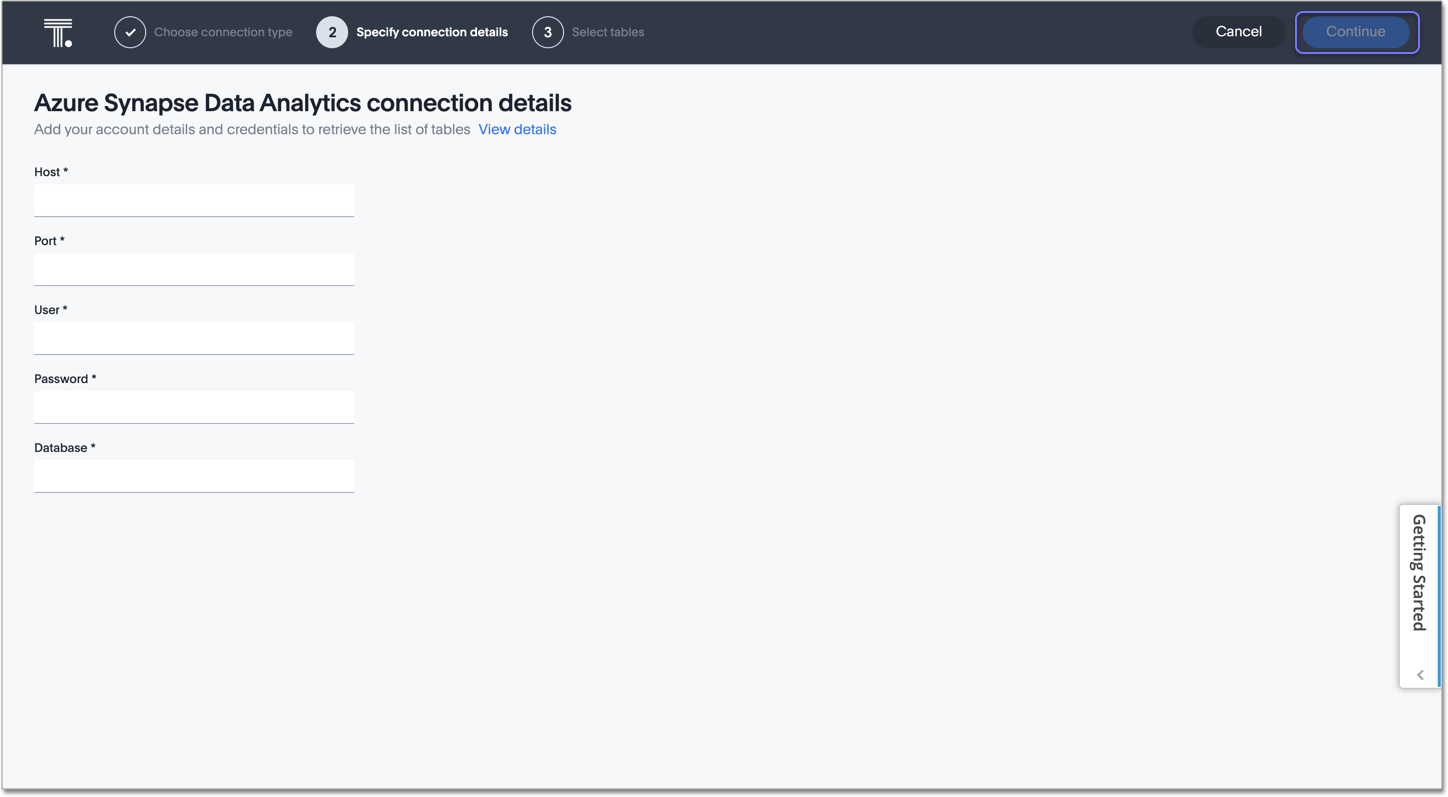 T.
Choose connection type
2 Specify connection details
3 Select tables
Cancel
Continue
Azure Synapse Data Analytics connection details
Add your account details and credentials to retrieve the list of tables View details
Host *
Port *
User *
Password *
Database *
Getting Started